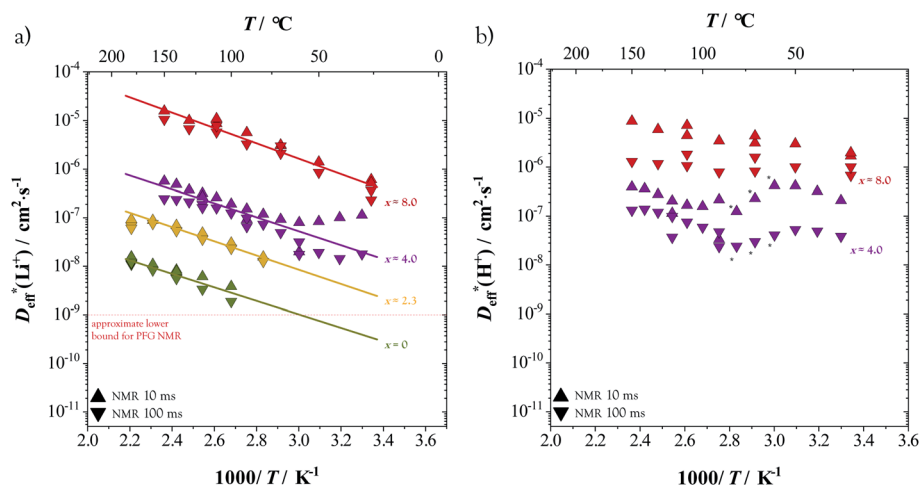 a)
T / °C
200 150 100 50 0
10-4
10-5
10-6
10-7
10-8
10-9
10-10
10-11
Deff*(Li+) / cm2·s-1
x = 8.0
x = 4.0
x = 2.3
x = 0
approximate lower
bound for PFG NMR
NMR 10 ms
NMR 100 ms
2.0 2.2 2.4 2.6 2.8 3.0 3.2 3.4 3.6
1000/ T / K-1
b)
T / °C
200 150 100 50
10-4
10-5
10-6
10-7
10-8
10-9
10-10
10-11
Deff*(H+) / cm2·s-1
x = 8.0
x = 4.0
* * *
* * *
NMR 10 ms
NMR 100 ms
2.0 2.2 2.4 2.6 2.8 3.0 3.2 3.4 3.6
1000/ T / K-1